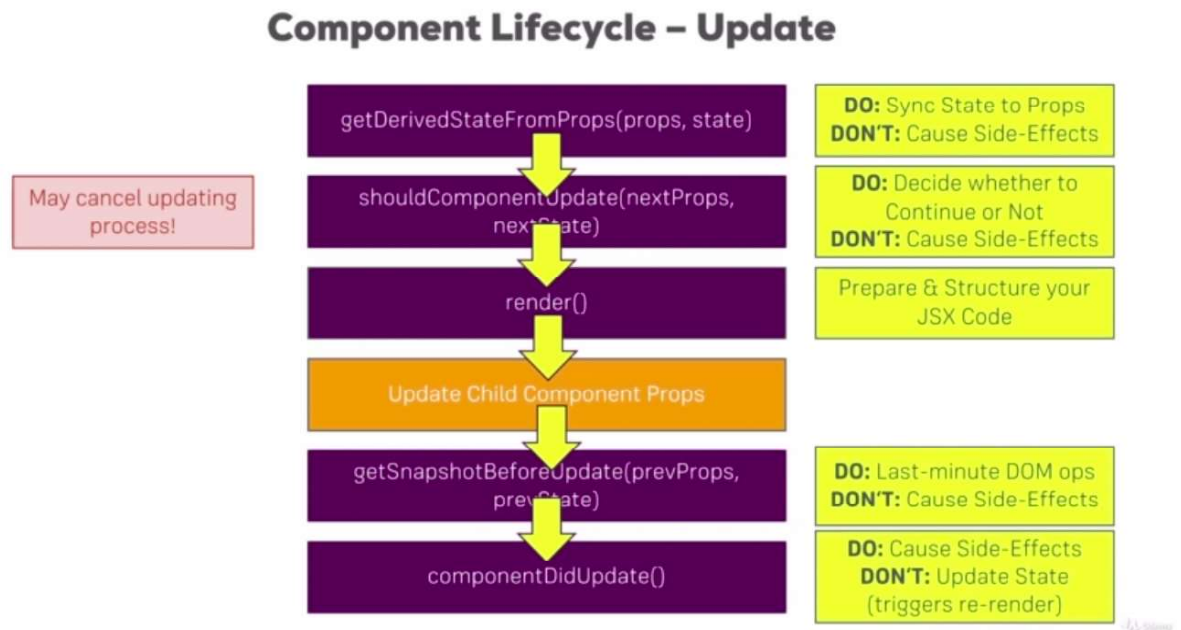 Component Lifecycle – Update
getDerivedStateFromProps(props, state)
DO: Sync State to Props
DON'T: Cause Side-Effects
May cancel updating
process!
shouldComponentUpdate(nextProps,
nextState)
DO: Decide whether to
Continue or Not
DON'T: Cause Side-Effects
render()
Prepare & Structure your
JSX Code
Update Child Component Props
getSnapshotBeforeUpdate(prevProps,
prevState)
DO: Last-minute DOM ops
DON'T: Cause Side-Effects
componentDidUpdate()
DO: Cause Side-Effects
DON'T: Update State
(triggers re-render)